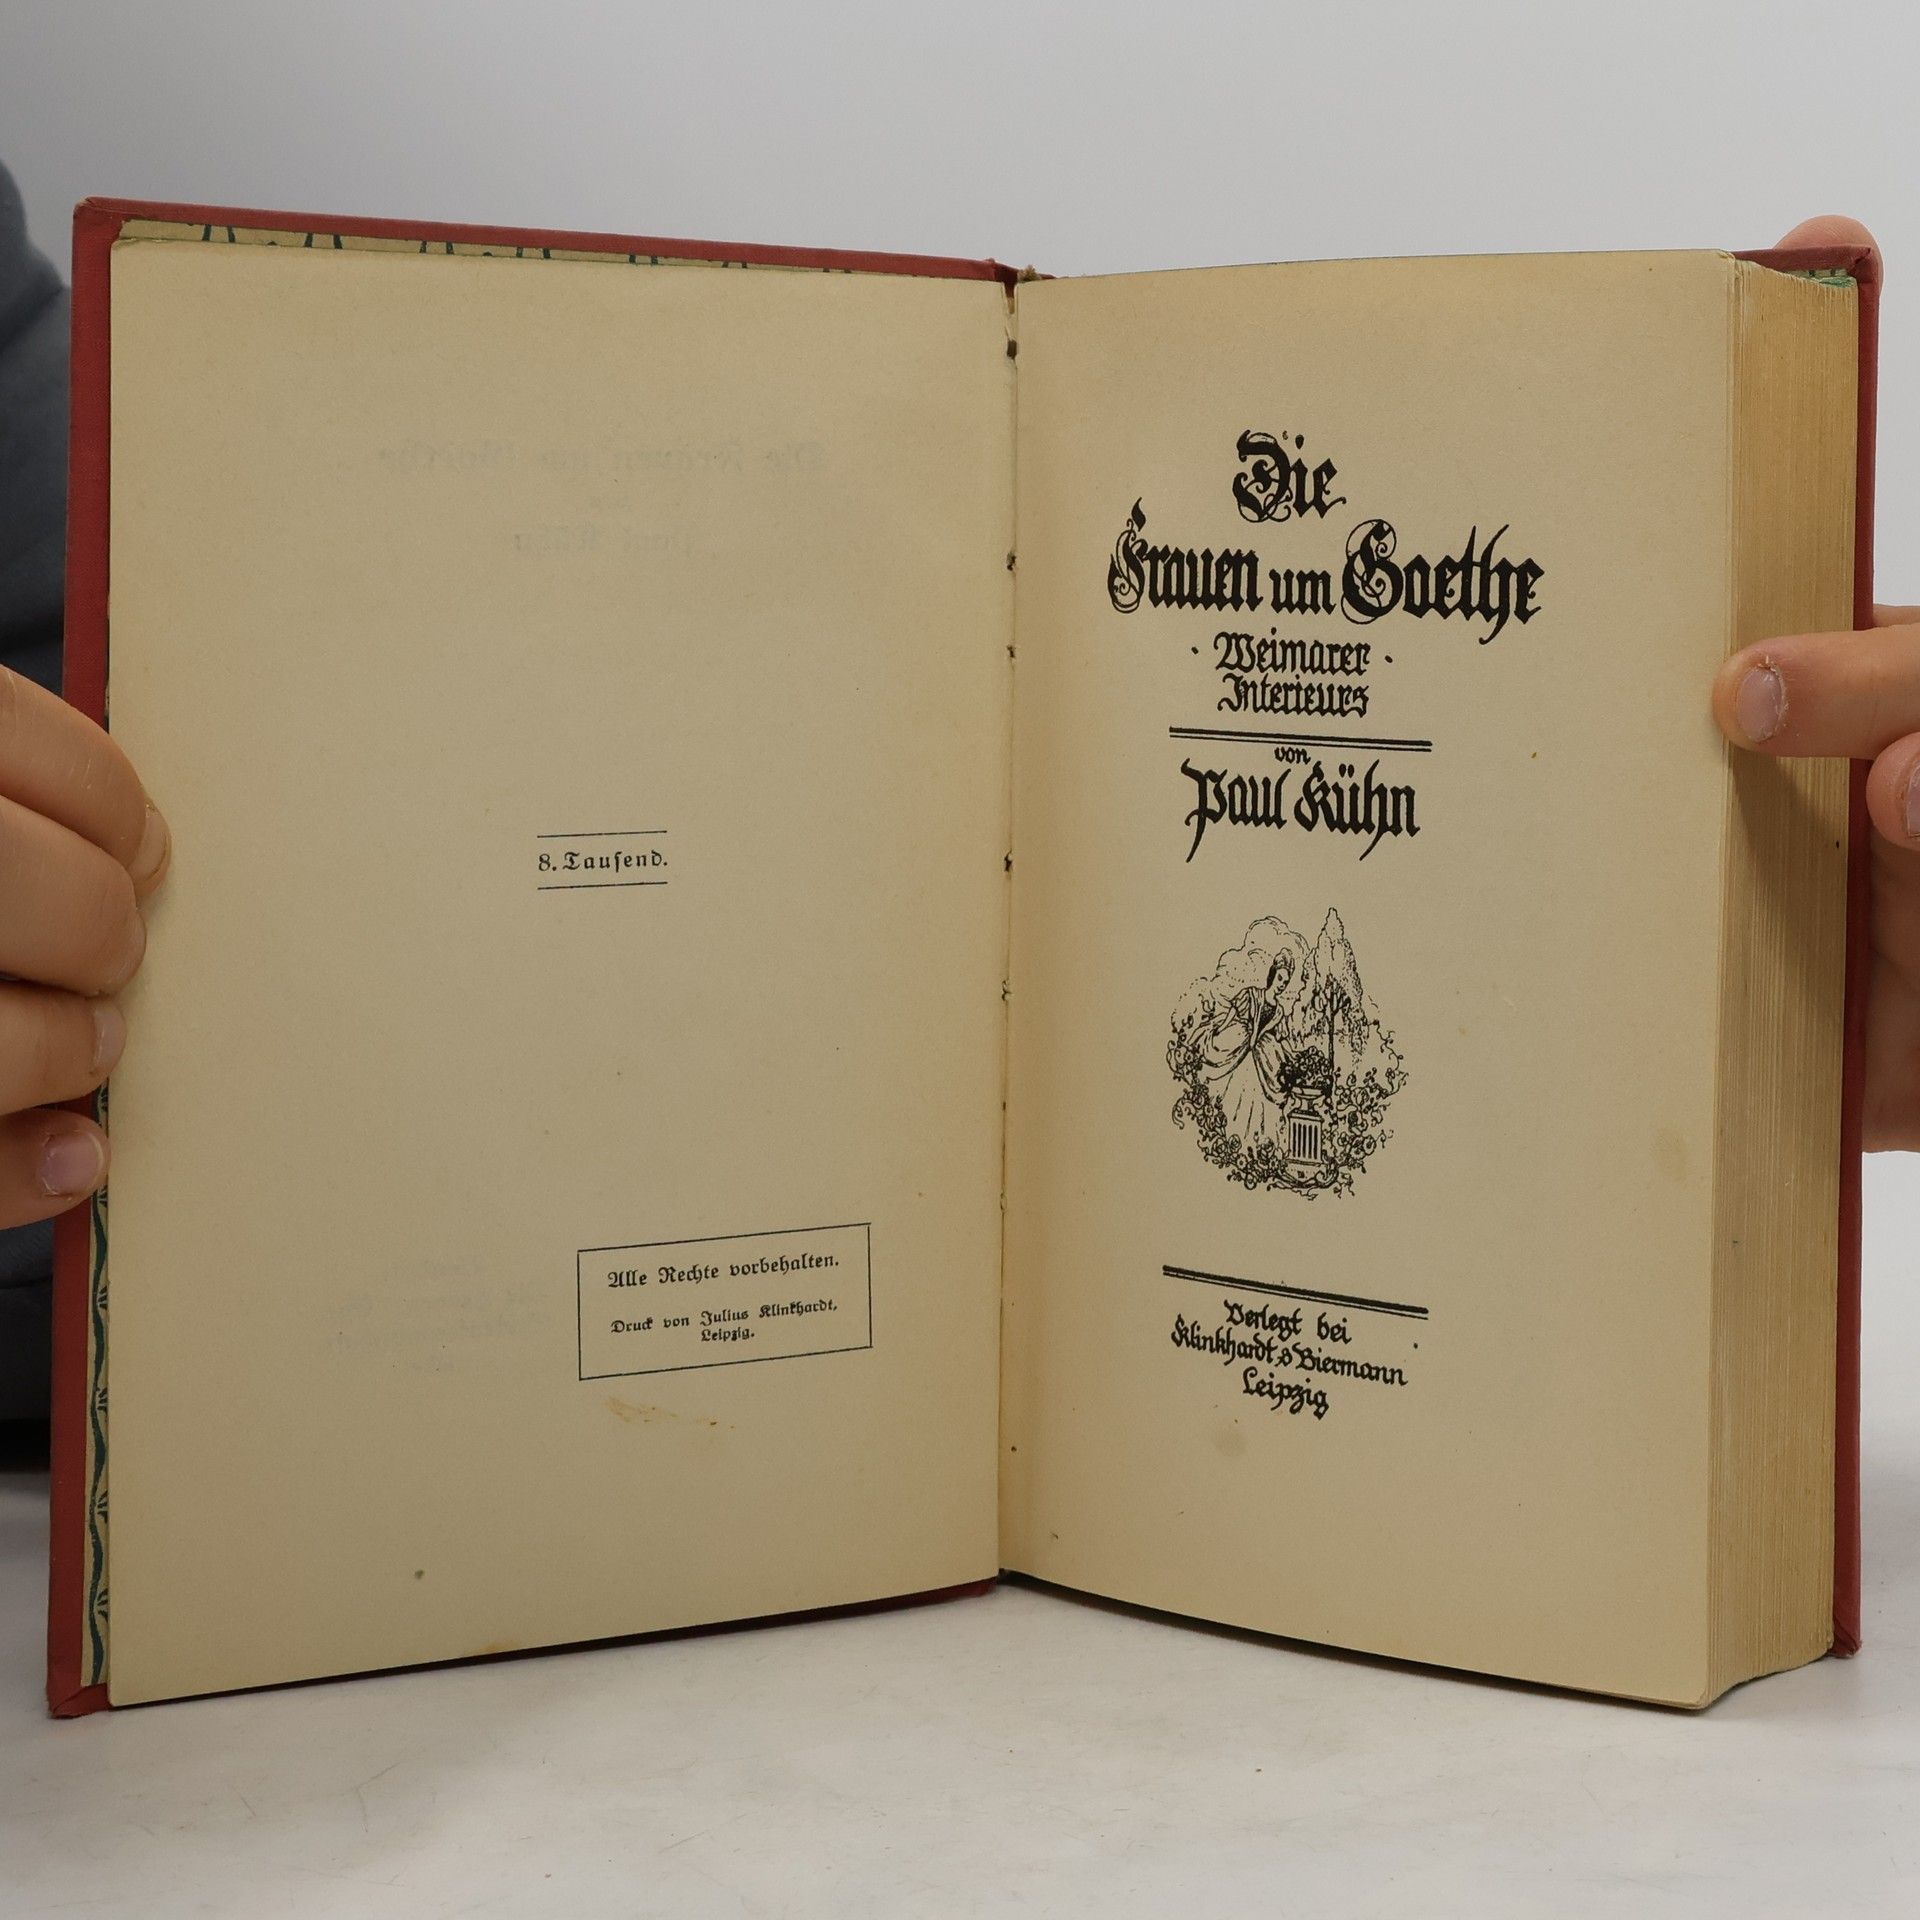 8. Tauſend.
Alle Rechte vorbehalten.
Druck von Julius Klinkhardt,
Leipzig.
Die
Frauen um Goethe
· Weimarer ·
Interieurs
von
Paul Kühn
Verlegt bei
Klinkhardt & Biermann
Leipzig